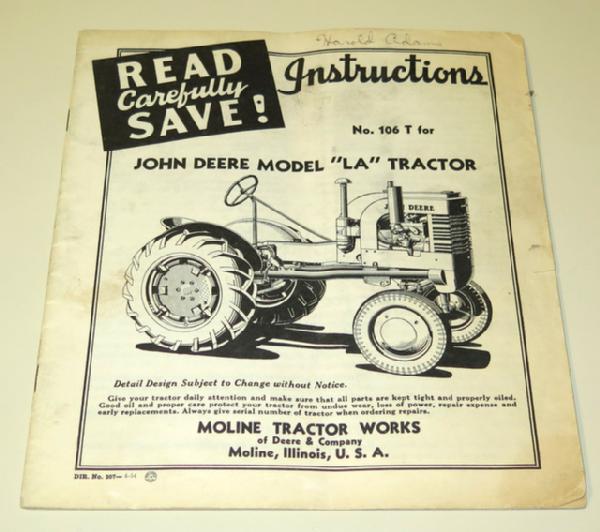 Harold Adams
READ
Carefully
SAVE!
Instructions
No. 106 T for
JOHN DEERE MODEL "LA" TRACTOR
DEERE
Detail Design Subject to Change without Notice.
Give your tractor daily attention and make sure that all parts are kept tight and properly oiled.
Good oil and proper care protect your tractor from undue wear, loss of power, repair expense and
early replacements. Always give serial number of tractor when ordering repairs.
MOLINE TRACTOR WORKS
of Deere & Company
Moline, Illinois, U. S. A.
DIR. No. 107—